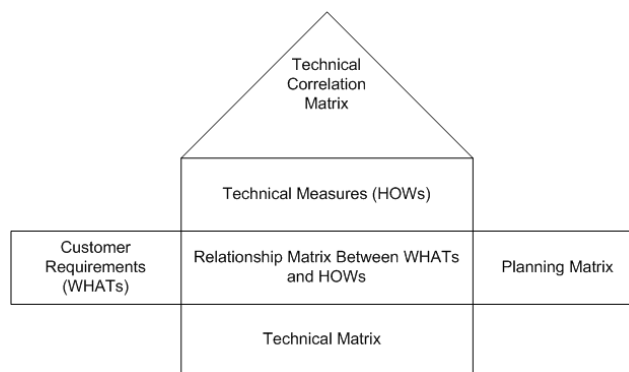 Technical
Correlation
Matrix
Technical Measures (HOWs)
Customer
Requirements
(WHATs)
Relationship Matrix Between WHATs
and HOWs
Planning Matrix
Technical Matrix